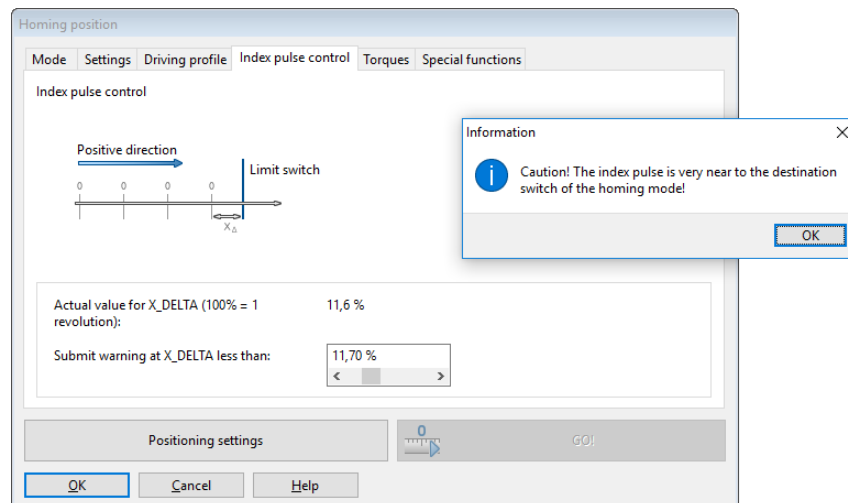 Homing position
Mode Settings Driving profile Index pulse control Torques Special functions
Index pulse control
Positive direction
Limit switch
0 0 0 0
X Δ
Information
Caution! The index pulse is very near to the destination
switch of the homing mode!
OK
Actual value for X_DELTA (100% = 1 11,6 %
revolution):
Submit warning at X_DELTA less than: 11,70 %
Positioning settings
0
GO!
OK Cancel Help